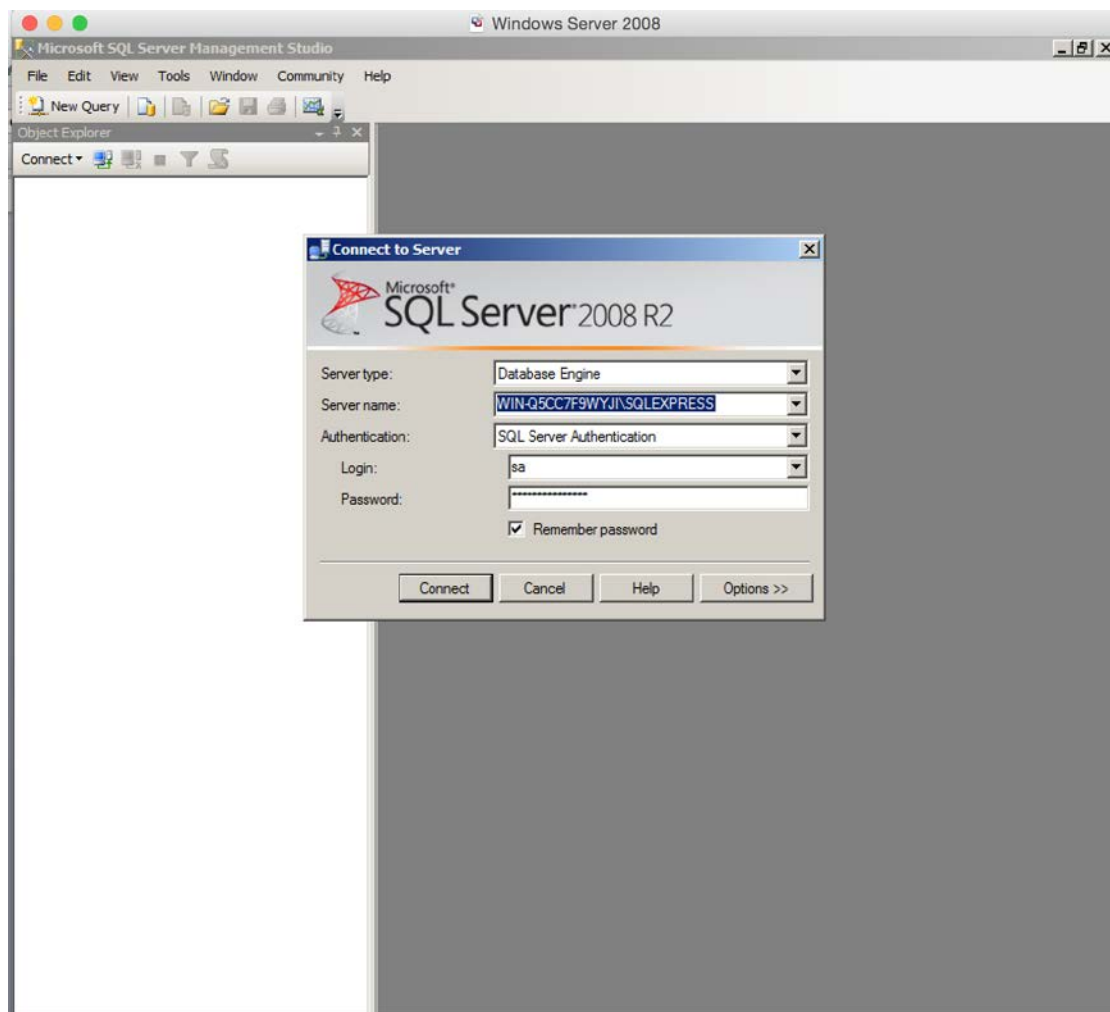 Windows Server 2008
Microsoft SQL Server Management Studio
File Edit View Tools Window Community Help
New Query
Object Explorer
Connect
Connect to Server
Microsoft®
SQL Server® 2008 R2
Server type: Database Engine
Server name: WIN-Q5CC7F9WYJI\SQLEXPRESS
Authentication: SQL Server Authentication
Login: sa
Password: ***************
Remember password
Connect Cancel Help Options >>